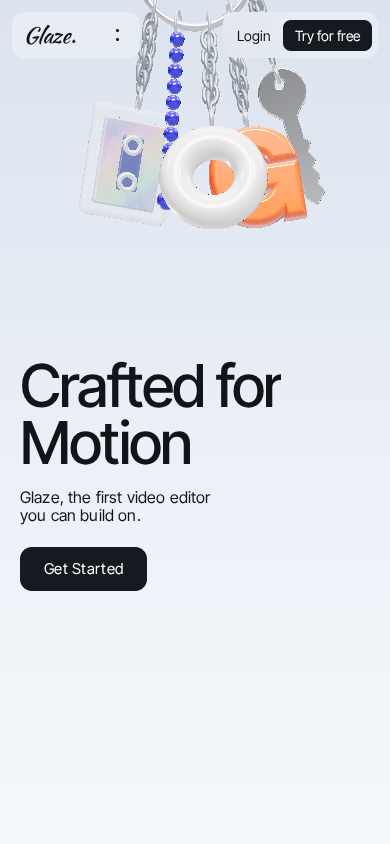 Glaze.
Login
Try for free
Crafted for
Motion
Glaze, the first video editor
you can build on.
Get Started